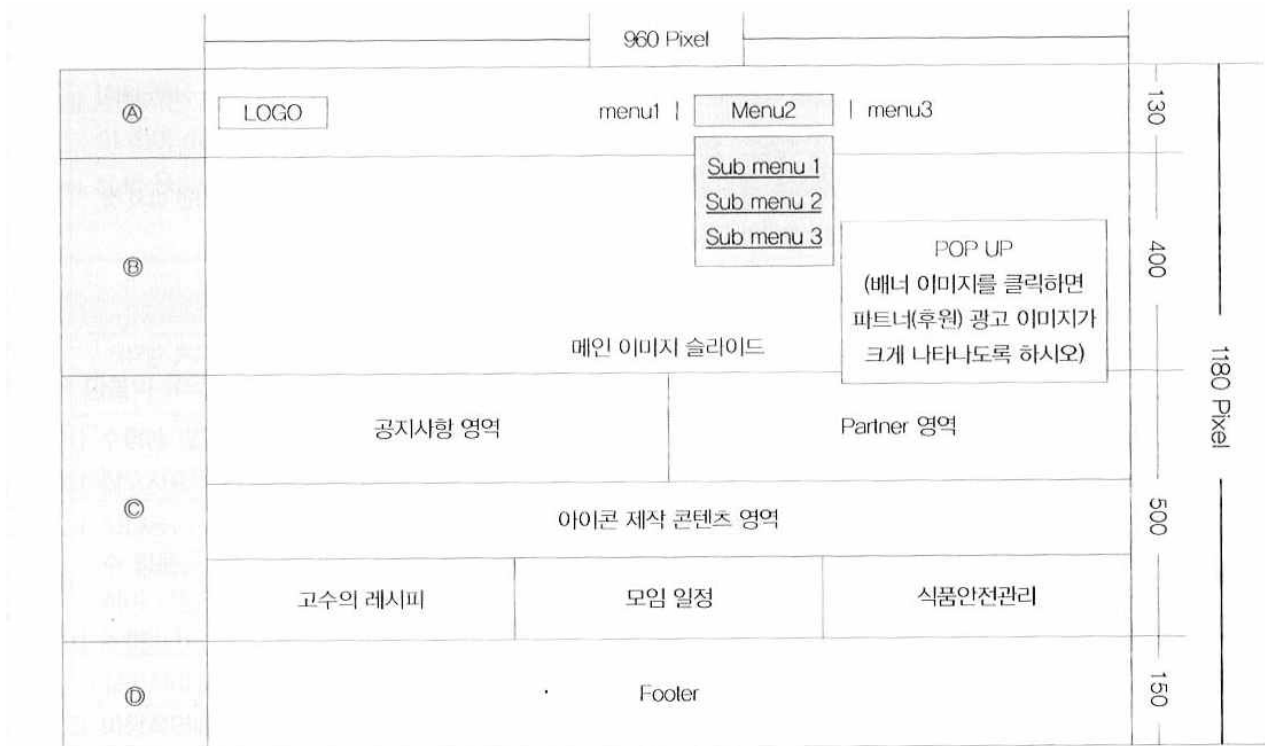 960 Pixel
Ⓐ
LOGO
menu1 | Menu2 | menu3
130
Sub menu 1
Sub menu 2
Sub menu 3
Ⓑ
POP UP
(배너 이미지를 클릭하면
파트너(후원) 광고 이미지가
크게 나타나도록 하시오)
400
메인 이미지 슬라이드
1180 Pixel
공지사항 영역
Partner 영역
Ⓒ
아이콘 제작 콘텐츠 영역
500
고수의 레시피
모임 일정
식품안전관리
Ⓓ
Footer
150